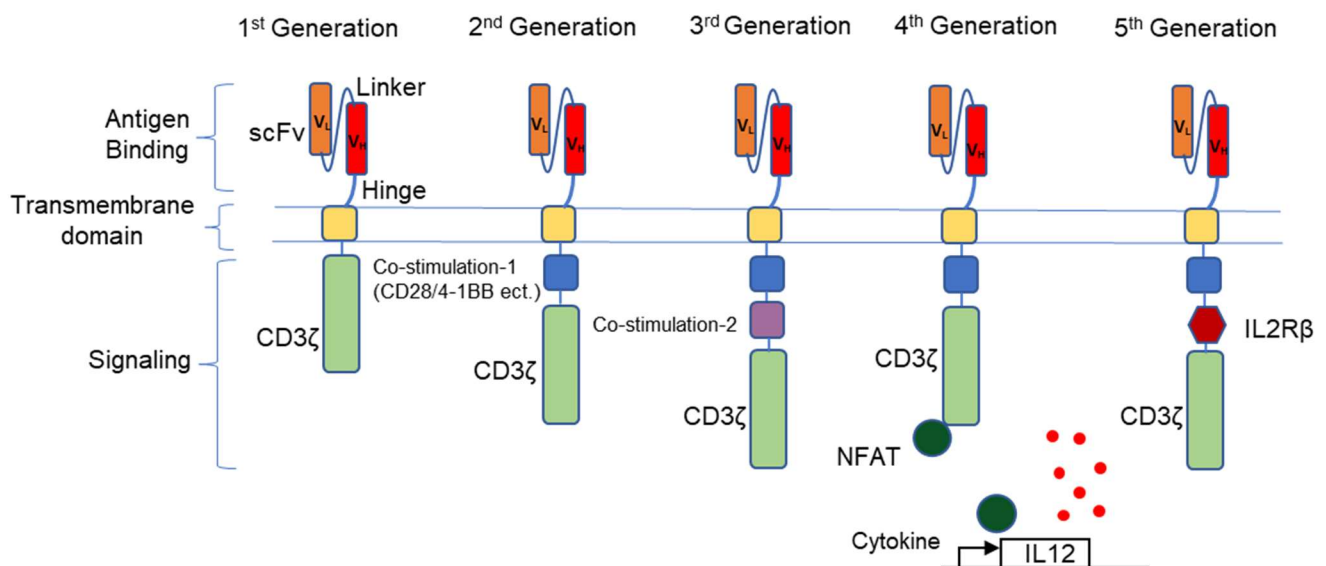 1st Generation
2nd Generation
3rd Generation
4th Generation
5th Generation
Antigen
Binding
scFv
Linker
VL
VH
VL
VH
VL
VH
VL
VH
VL
VH
Hinge
Transmembrane
domain
Signaling
Co-stimulation-1
(CD28/4-1BB ect.)
Co-stimulation-2
IL2Rβ
CD3ζ
CD3ζ
CD3ζ
CD3ζ
CD3ζ
NFAT
Cytokine
IL12